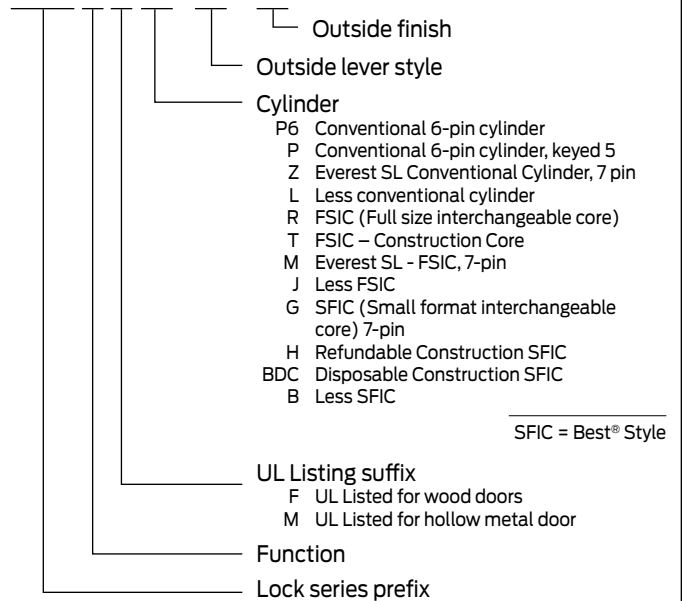 Outside finish
Outside lever style
Cylinder
P6 Conventional 6-pin cylinder
P Conventional 6-pin cylinder, keyed 5
Z Everest SL Conventional Cylinder, 7 pin
L Less conventional cylinder
R FSIC (Full size interchangeable core)
T FSIC – Construction Core
M Everest SL - FSIC, 7-pin
J Less FSIC
G SFIC (Small format interchangeable
core) 7-pin
H Refundable Construction SFIC
BDC Disposable Construction SFIC
B Less SFIC
SFIC = Best® Style
UL Listing suffix
F UL Listed for wood doors
M UL Listed for hollow metal door
Function
Lock series prefix